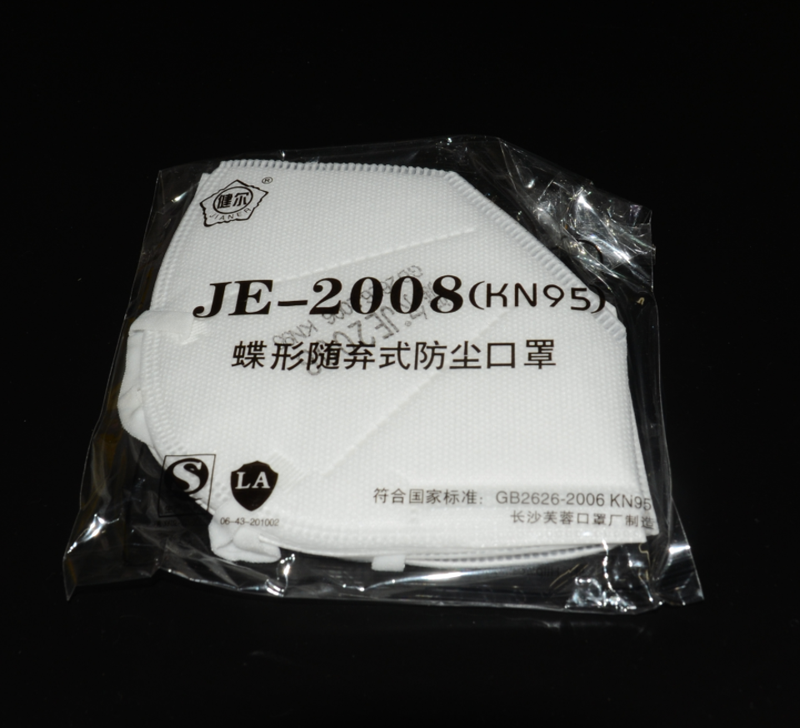 健尔
®
JIANER
JE-2008(KN95)
蝶形随弃式防尘口罩
S
LA
06-43-201002
符合国家标准：GB2626-2006 KN95
长沙芙蓉口罩厂制造